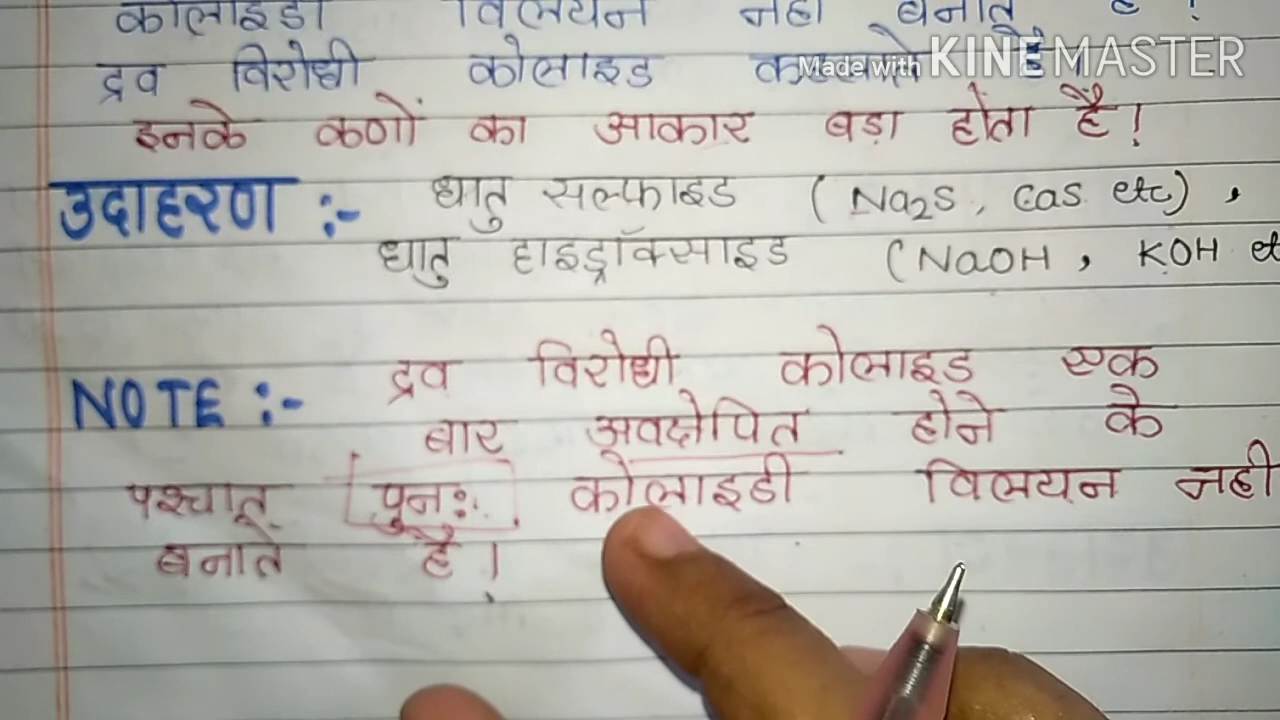 कोलाइडी विलयन नही बनाते है !
द्रव विरोधी कोलाइड
Made with KINEMASTER
इनके कणों का आकार बड़ा होता है !
उदाहरण :- धातु सल्फाइड ( Na₂S, Cas etc) ,
धातु हाइड्रॉक्साइड ( NaOH , KOH et
NOTE :- द्रव विरोधी कोलाइड एक
बार अवक्षेपित होने के
पश्चात् पुनः कोलाइडी विलयन नही
बनाते है ।